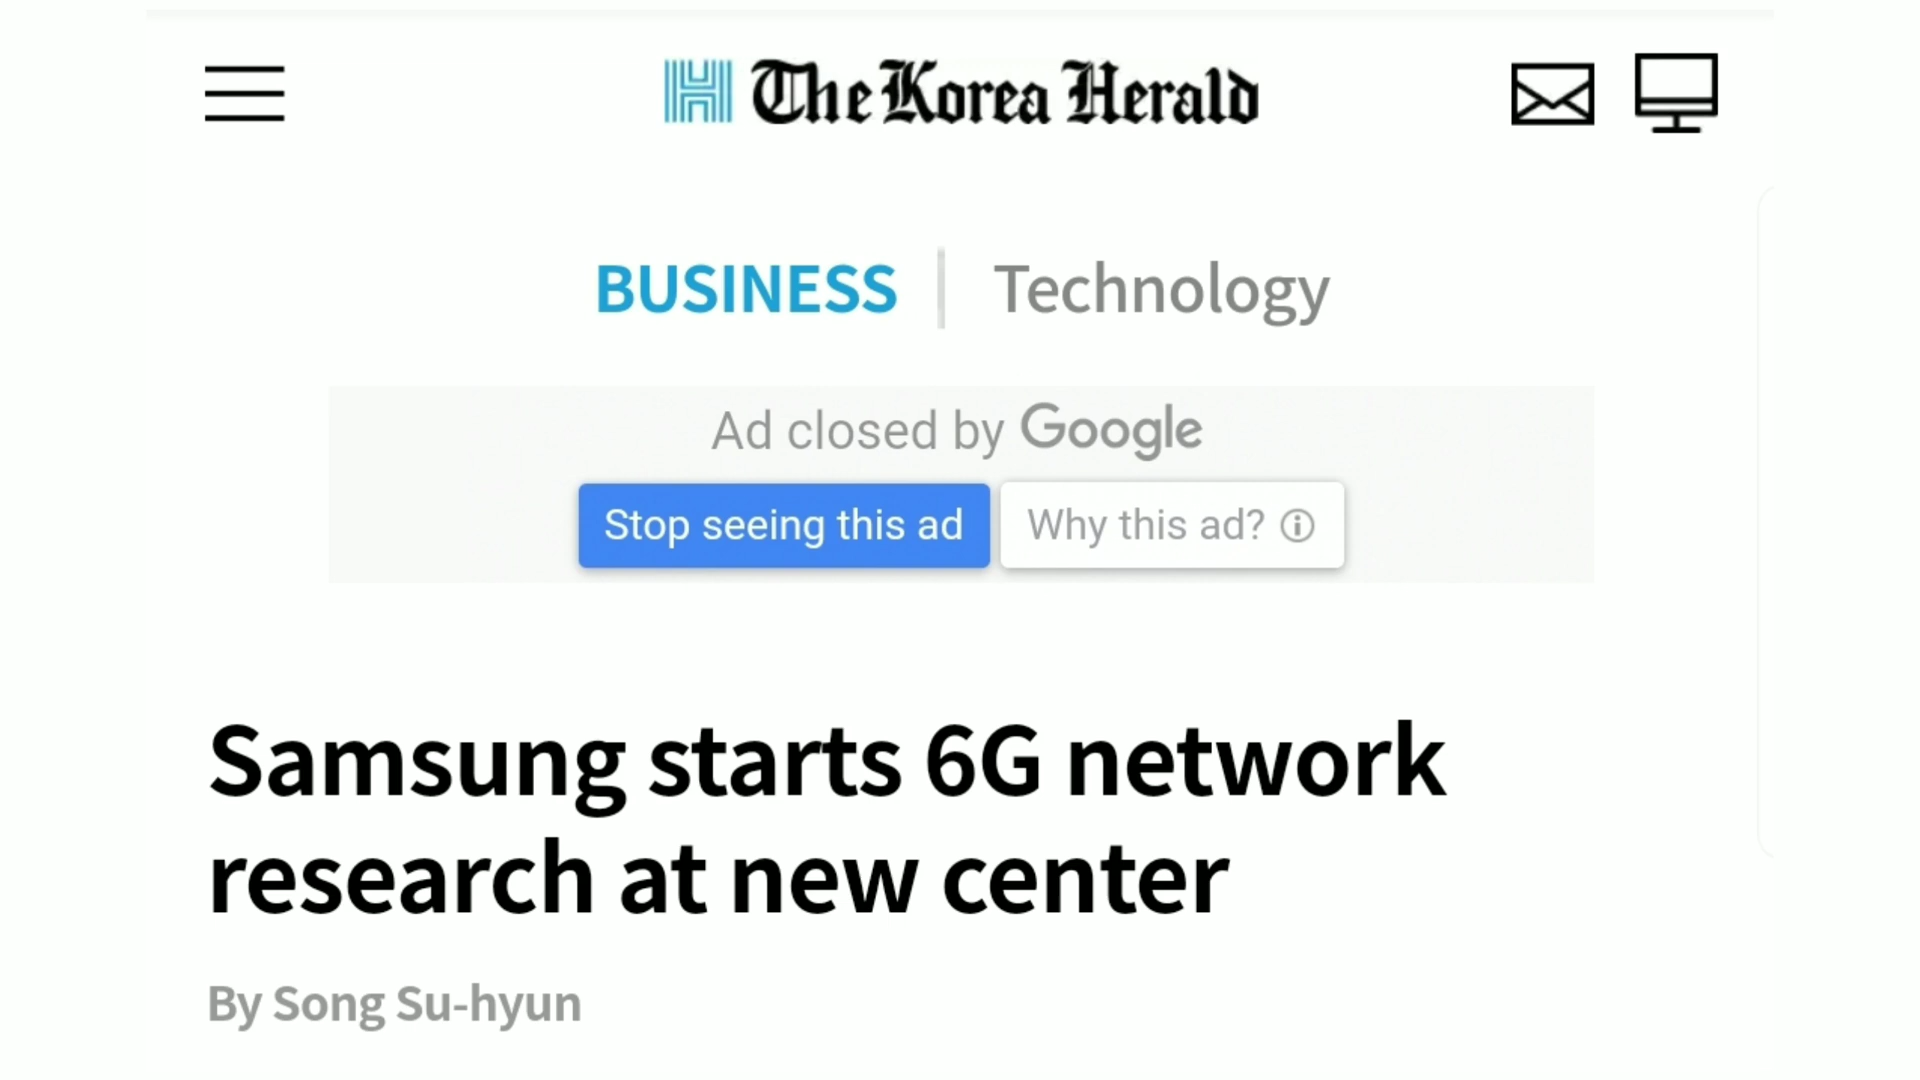 The Korea Herald
BUSINESS | Technology
Ad closed by Google
Stop seeing this ad
Why this ad?
Samsung starts 6G network
research at new center
By Song Su-hyun